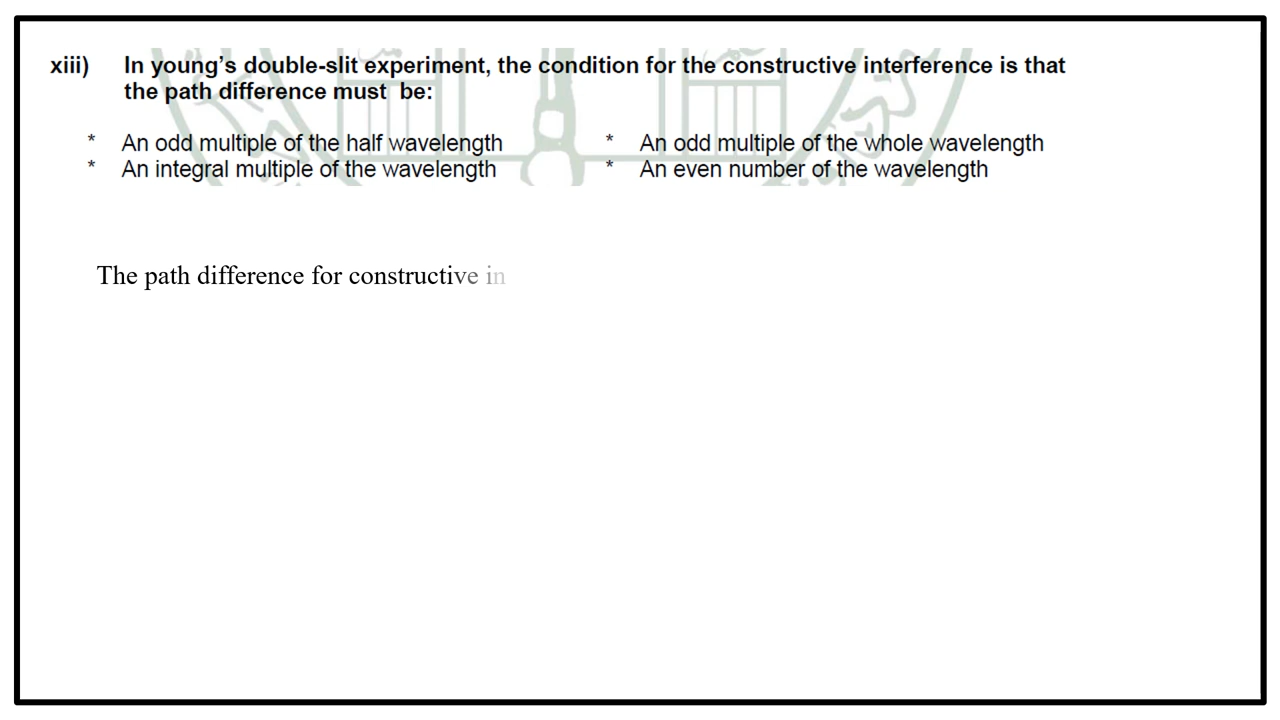 xiii) In young's double-slit experiment, the condition for the constructive interference is that
the path difference must be:
* An odd multiple of the half wavelength * An odd multiple of the whole wavelength
* An integral multiple of the wavelength * An even number of the wavelength
The path difference for constructive in